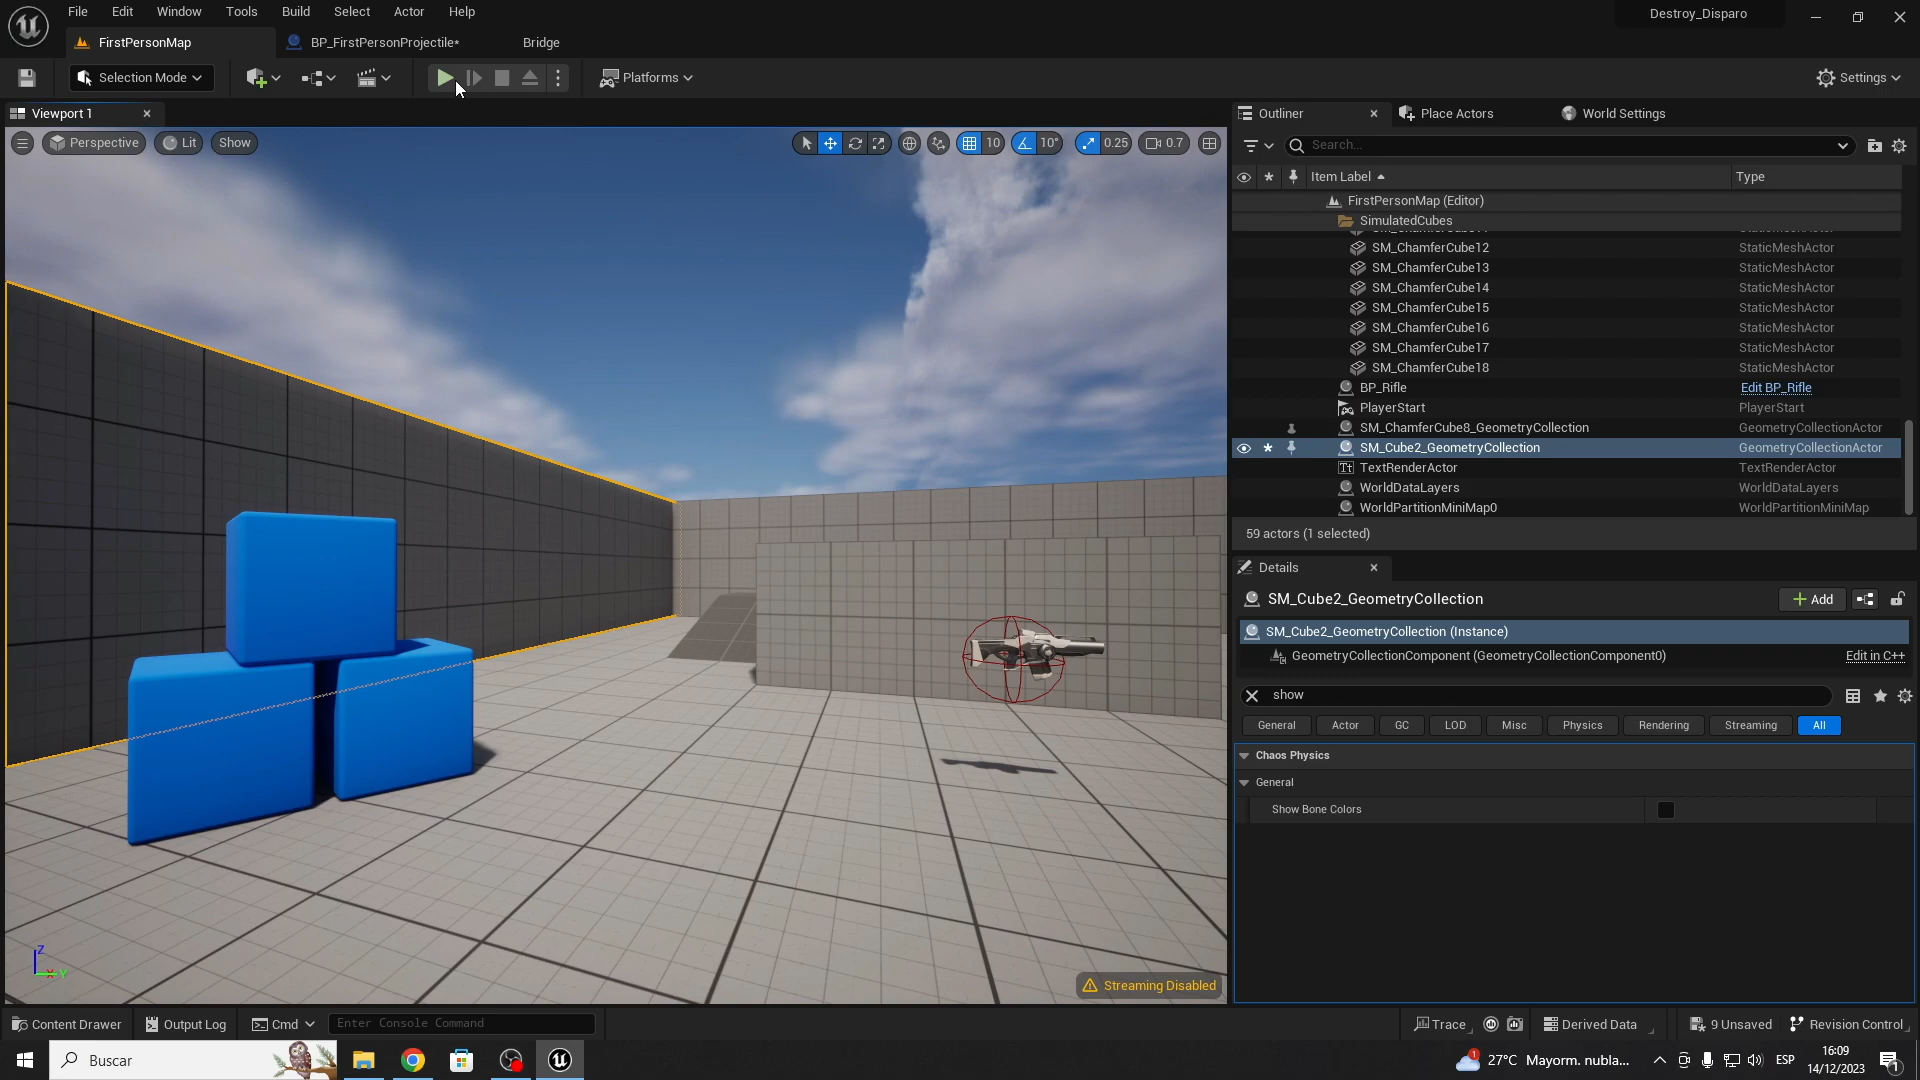 File Edit Window Tools Build Select Actor Help
Destroy_Disparo
FirstPersonMap
BP_FirstPersonProjectile*
Bridge
Selection Mode
Platforms
Settings
Viewport 1
Outliner
Place Actors
World Settings
Perspective
Lit
Show
10
10°
0.25
0.7
Search...
Item Label
Type
FirstPersonMap (Editor)
SimulatedCubes
SM_ChamferCube12 StaticMeshActor
SM_ChamferCube13 StaticMeshActor
SM_ChamferCube14 StaticMeshActor
SM_ChamferCube15 StaticMeshActor
SM_ChamferCube16 StaticMeshActor
SM_ChamferCube17 StaticMeshActor
SM_ChamferCube18 StaticMeshActor
BP_Rifle Edit BP_Rifle
PlayerStart PlayerStart
SM_ChamferCube8_GeometryCollection GeometryCollectionActor
SM_Cube2_GeometryCollection GeometryCollectionActor
TextRenderActor TextRenderActor
WorldDataLayers WorldDataLayers
WorldPartitionMiniMap0 WorldPartitionMiniMap
59 actors (1 selected)
Details
SM_Cube2_GeometryCollection
Add
SM_Cube2_GeometryCollection (Instance)
GeometryCollectionComponent (GeometryCollectionComponent0) Edit in C++
show
General Actor GC LOD Misc Physics Rendering Streaming All
Chaos Physics
General
Show Bone Colors
Z
Y
Streaming Disabled
Content Drawer
Output Log
Cmd
Enter Console Command
Trace
Derived Data
9 Unsaved
Revision Control
Buscar
1
27°C Mayorm. nubla...
ESP
16:09
14/12/2023
1